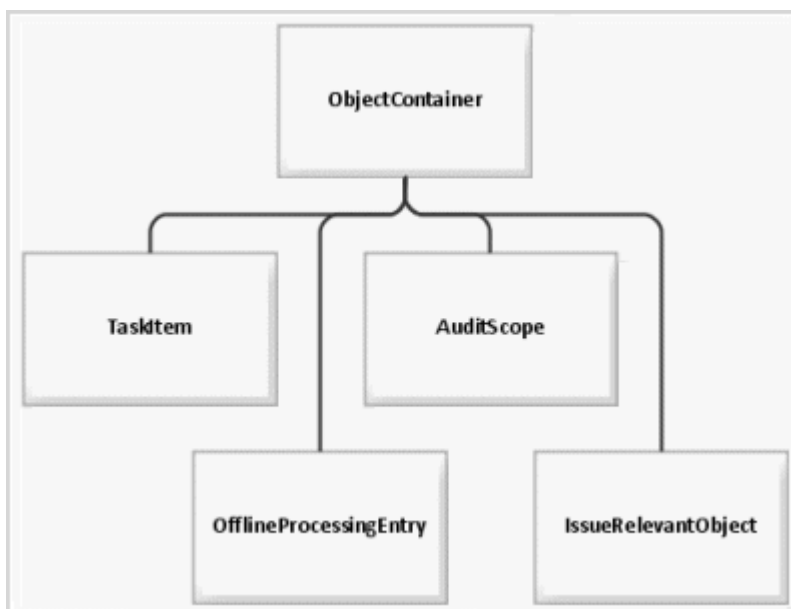 ObjectContainer
TaskItem
AuditScope
OfflineProcessingEntry
IssueRelevantObject